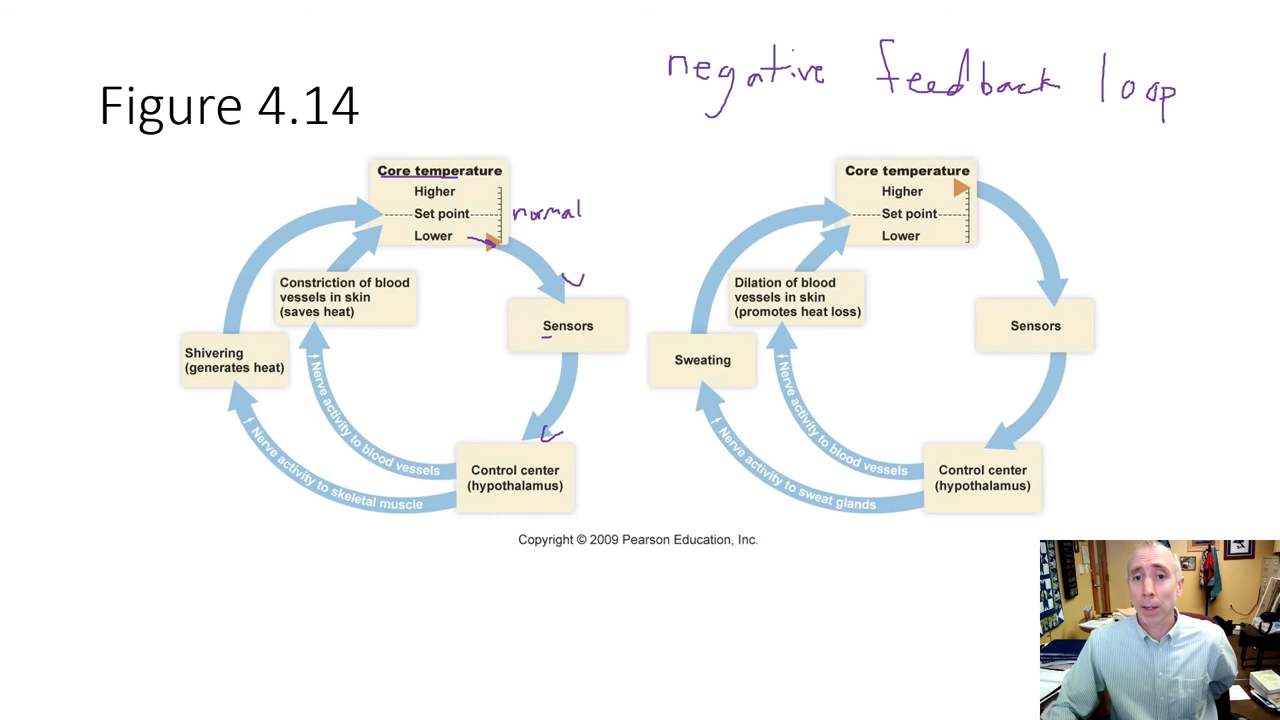 negative feedback loop
Figure 4.14
Core temperature
Higher
Set point
Lower
normal
Constriction of blood
vessels in skin
(saves heat)
Sensors
Shivering
(generates heat)
↑ Nerve activity to blood vessels
↑ Nerve activity to skeletal muscle
Control center
(hypothalamus)
Core temperature
Higher
Set point
Lower
Dilation of blood
vessels in skin
(promotes heat loss)
Sensors
Sweating
↑ Nerve activity to blood vessels
↑ Nerve activity to sweat glands
Control center
(hypothalamus)
Copyright © 2009 Pearson Education, Inc.